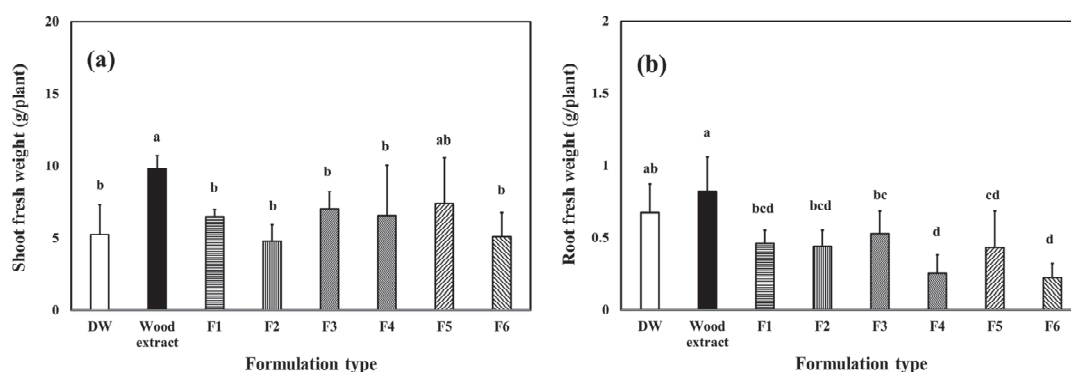 (a)
Shoot fresh weight (g/plant)
20
15
10
5
0
b
a
b
b
b
b
ab
b
DW
Wood
extract
F1
F2
F3
F4
F5
F6
Formulation type
(b)
Root fresh weight (g/plant)
2
1.5
1
0.5
0
ab
a
bcd
bcd
bc
d
cd
d
DW
Wood
extract
F1
F2
F3
F4
F5
F6
Formulation type